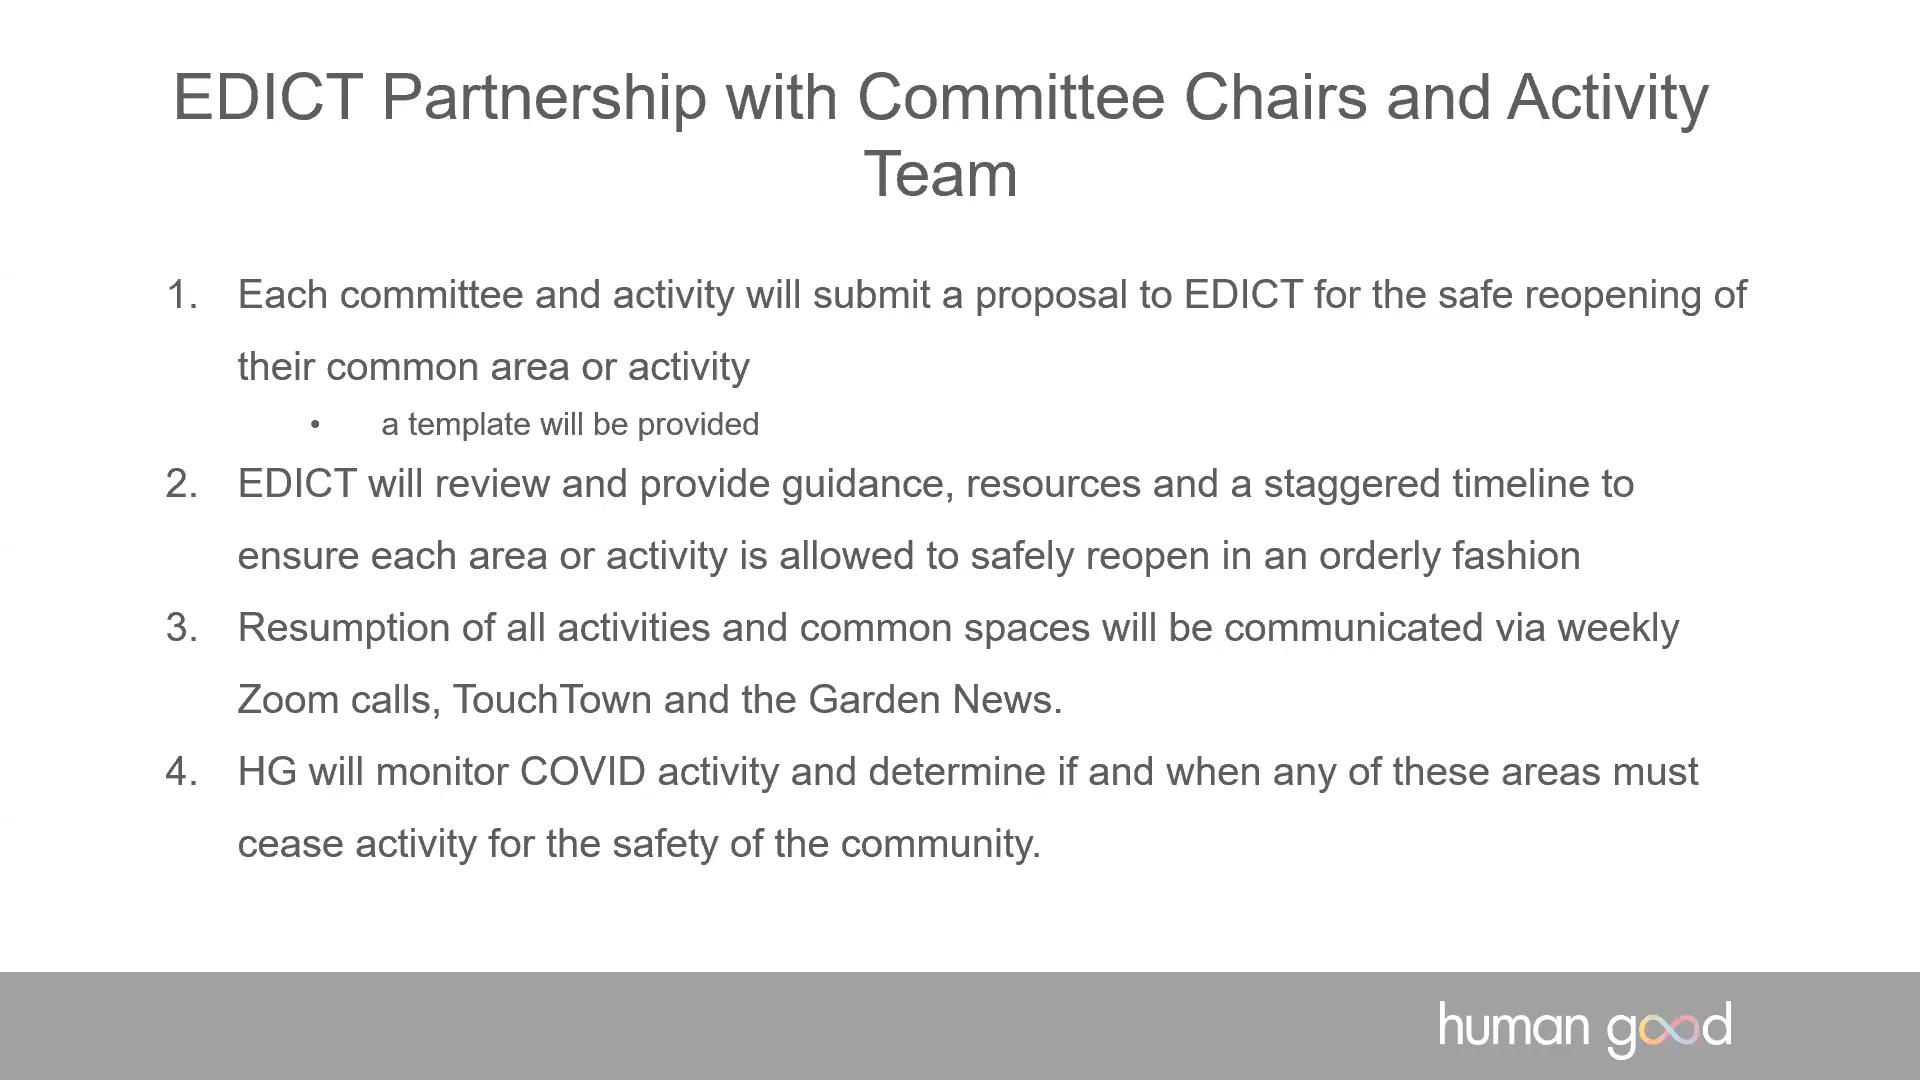 EDICT Partnership with Committee Chairs and Activity
Team
1. Each committee and activity will submit a proposal to EDICT for the safe reopening of
their common area or activity
• a template will be provided
2. EDICT will review and provide guidance, resources and a staggered timeline to
ensure each area or activity is allowed to safely reopen in an orderly fashion
3. Resumption of all activities and common spaces will be communicated via weekly
Zoom calls, TouchTown and the Garden News.
4. HG will monitor COVID activity and determine if and when any of these areas must
cease activity for the safety of the community.
human good